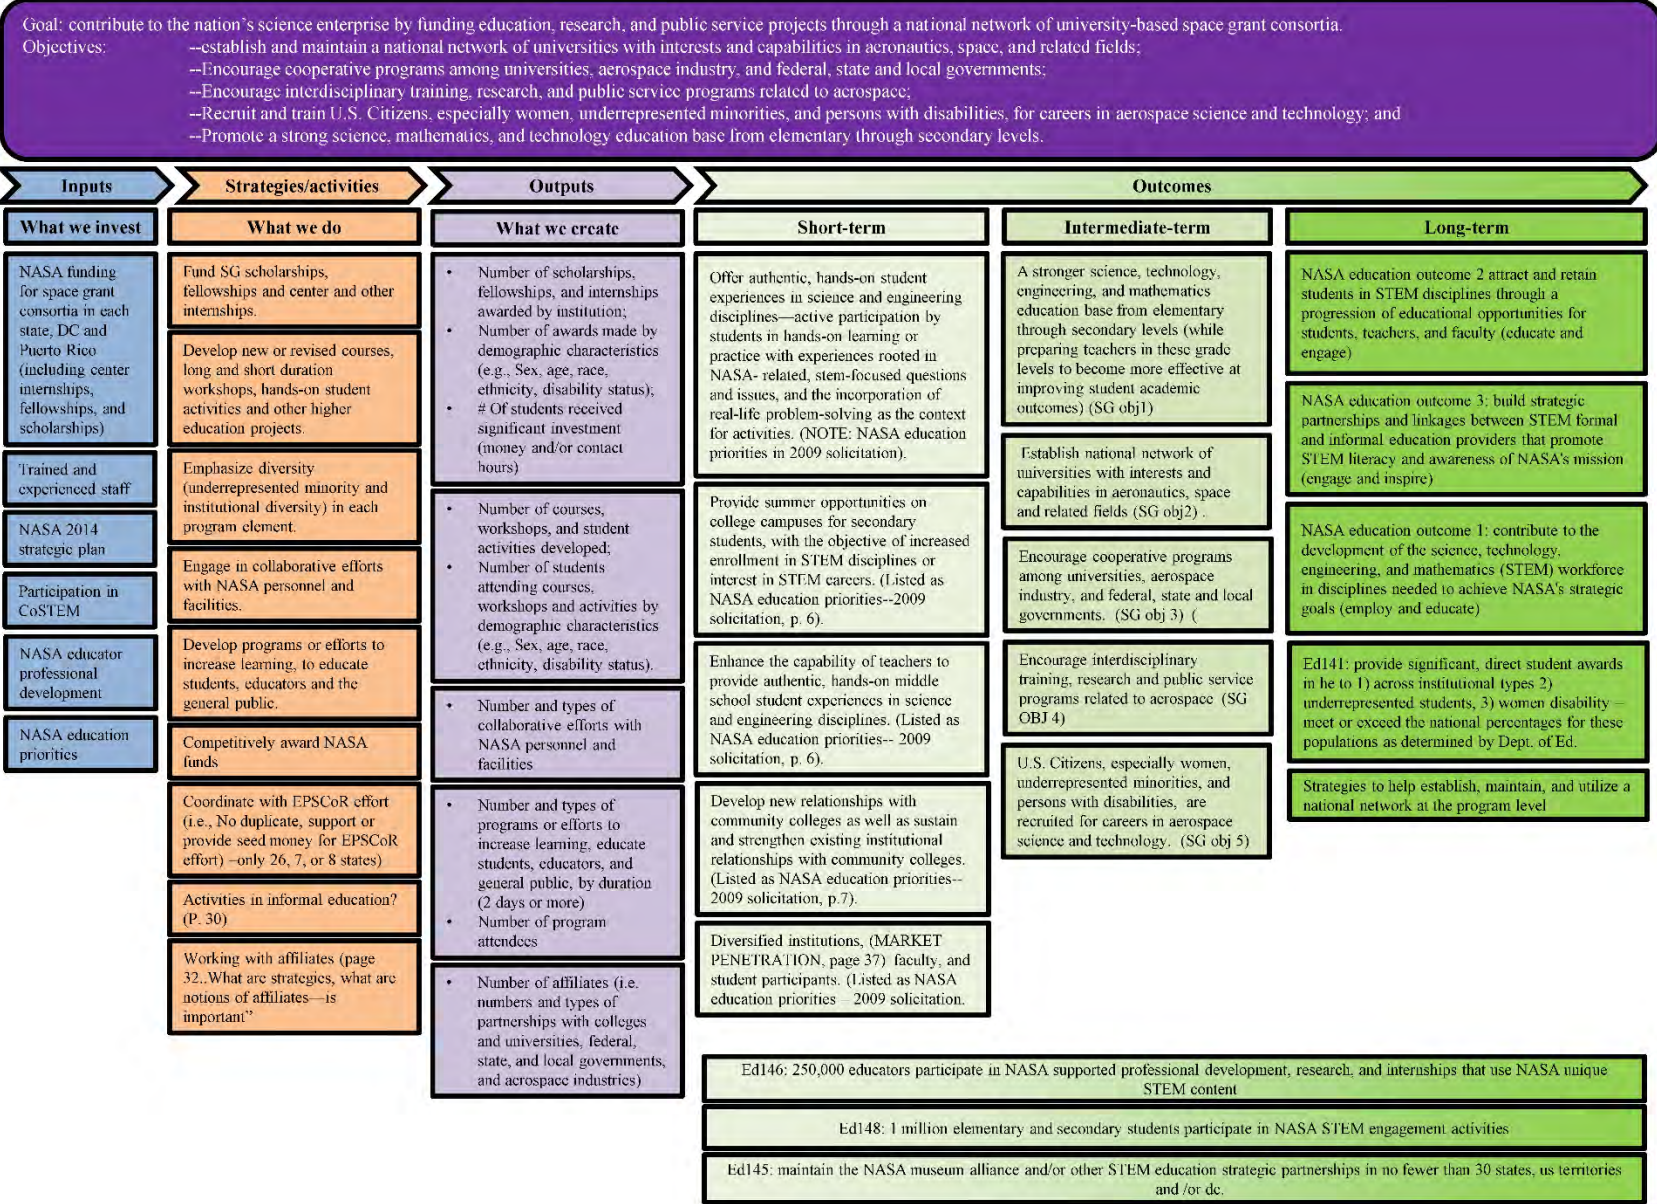 Goal: contribute to the nation's science enterprise by funding education, research, and public service projects through a national network of university-based space grant consortia.
Objectives: --establish and maintain a national network of universities with interests and capabilities in aeronautics, space, and related fields;
--Encourage cooperative programs among universities, aerospace industry, and federal, state and local governments;
--Encourage interdisciplinary training, research, and public service programs related to aerospace;
--Recruit and train U.S. Citizens, especially women, underrepresented minorities, and persons with disabilities, for careers in aerospace science and technology; and
--Promote a strong science, mathematics, and technology education base from elementary through secondary levels.
Inputs
What we invest
NASA funding
for space grant
consortia in each
state, DC and
Puerto Rico
(including center
internships,
fellowships, and
scholarships)
Trained and
experienced staff
NASA 2014
strategic plan
Participation in
CoSTEM
NASA educator
professional
development
NASA education
priorities
Strategies/activities
What we do
Fund SG scholarships,
fellowships and center and other
internships.
Develop new or revised courses,
long and short duration
workshops, hands-on student
activities and other higher
education projects.
Emphasize diversity
(underrepresented minority and
institutional diversity) in each
program element.
Engage in collaborative efforts
with NASA personnel and
facilities.
Develop programs or efforts to
increase learning, to educate
students, educators and the
general public.
Competitively award NASA
funds
Coordinate with EPSCoR effort
(i.e., No duplicate, support or
provide seed money for EPSCoR
effort) –only 26, 7, or 8 states)
Activities in informal education?
(P. 30)
Working with affiliates (page
32..What are strategies, what are
notions of affiliates—is
important"
Outputs
What we create
• Number of scholarships,
fellowships, and internships
awarded by institution;
• Number of awards made by
demographic characteristics
(e.g., Sex, age, race,
ethnicity, disability status);
• # Of students received
significant investment
(money and/or contact
hours)
• Number of courses,
workshops, and student
activities developed;
• Number of students
attending courses,
workshops and activities by
demographic characteristics
(e.g., Sex, age, race,
ethnicity, disability status).
• Number and types of
collaborative efforts with
NASA personnel and
facilities
• Number and types of
programs or efforts to
increase learning, educate
students, educators, and
general public, by duration
(2 days or more)
• Number of program
attendees
• Number of affiliates (i.e.
numbers and types of
partnerships with colleges
and universities, federal,
state, and local governments,
and aerospace industries)
Outcomes
Short-term
Offer authentic, hands-on student
experiences in science and engineering
disciplines—active participation by
students in hands-on learning or
practice with experiences rooted in
NASA- related, stem-focused questions
and issues, and the incorporation of
real-life problem-solving as the context
for activities. (NOTE: NASA education
priorities in 2009 solicitation).
Provide summer opportunities on
college campuses for secondary
students, with the objective of increased
enrollment in STEM disciplines or
interest in STEM careers. (Listed as
NASA education priorities--2009
solicitation, p. 6).
Enhance the capability of teachers to
provide authentic, hands-on middle
school student experiences in science
and engineering disciplines. (Listed as
NASA education priorities-- 2009
solicitation, p. 6).
Develop new relationships with
community colleges as well as sustain
and strengthen existing institutional
relationships with community colleges.
(Listed as NASA education priorities--
2009 solicitation, p.7).
Diversified institutions, (MARKET
PENETRATION, page 37) faculty, and
student participants. (Listed as NASA
education priorities – 2009 solicitation.
Intermediate-term
A stronger science, technology,
engineering, and mathematics
education base from elementary
through secondary levels (while
preparing teachers in these grade
levels to become more effective at
improving student academic
outcomes) (SG obj1)
Establish national network of
universities with interests and
capabilities in aeronautics, space
and related fields (SG obj2) .
Encourage cooperative programs
among universities, aerospace
industry, and federal, state and local
governments. (SG obj 3) (
Encourage interdisciplinary
training, research and public service
programs related to aerospace (SG
OBJ 4)
U.S. Citizens, especially women,
underrepresented minorities, and
persons with disabilities, are
recruited for careers in aerospace
science and technology. (SG obj 5)
Long-term
NASA education outcome 2 attract and retain
students in STEM disciplines through a
progression of educational opportunities for
students, teachers, and faculty (educate and
engage)
NASA education outcome 3: build strategic
partnerships and linkages between STEM formal
and informal education providers that promote
STEM literacy and awareness of NASA's mission
(engage and inspire)
NASA education outcome 1: contribute to the
development of the science, technology,
engineering, and mathematics (STEM) workforce
in disciplines needed to achieve NASA's strategic
goals (employ and educate)
Ed141: provide significant, direct student awards
in he to 1) across institutional types 2)
underrepresented students, 3) women disability –
meet or exceed the national percentages for these
populations as determined by Dept. of Ed.
Strategies to help establish, maintain, and utilize a
national network at the program level
Ed146: 250,000 educators participate in NASA supported professional development, research, and internships that use NASA unique
STEM content
Ed148: 1 million elementary and secondary students participate in NASA STEM engagement activities
Ed145: maintain the NASA museum alliance and/or other STEM education strategic partnerships in no fewer than 30 states, us territories
and /or dc.